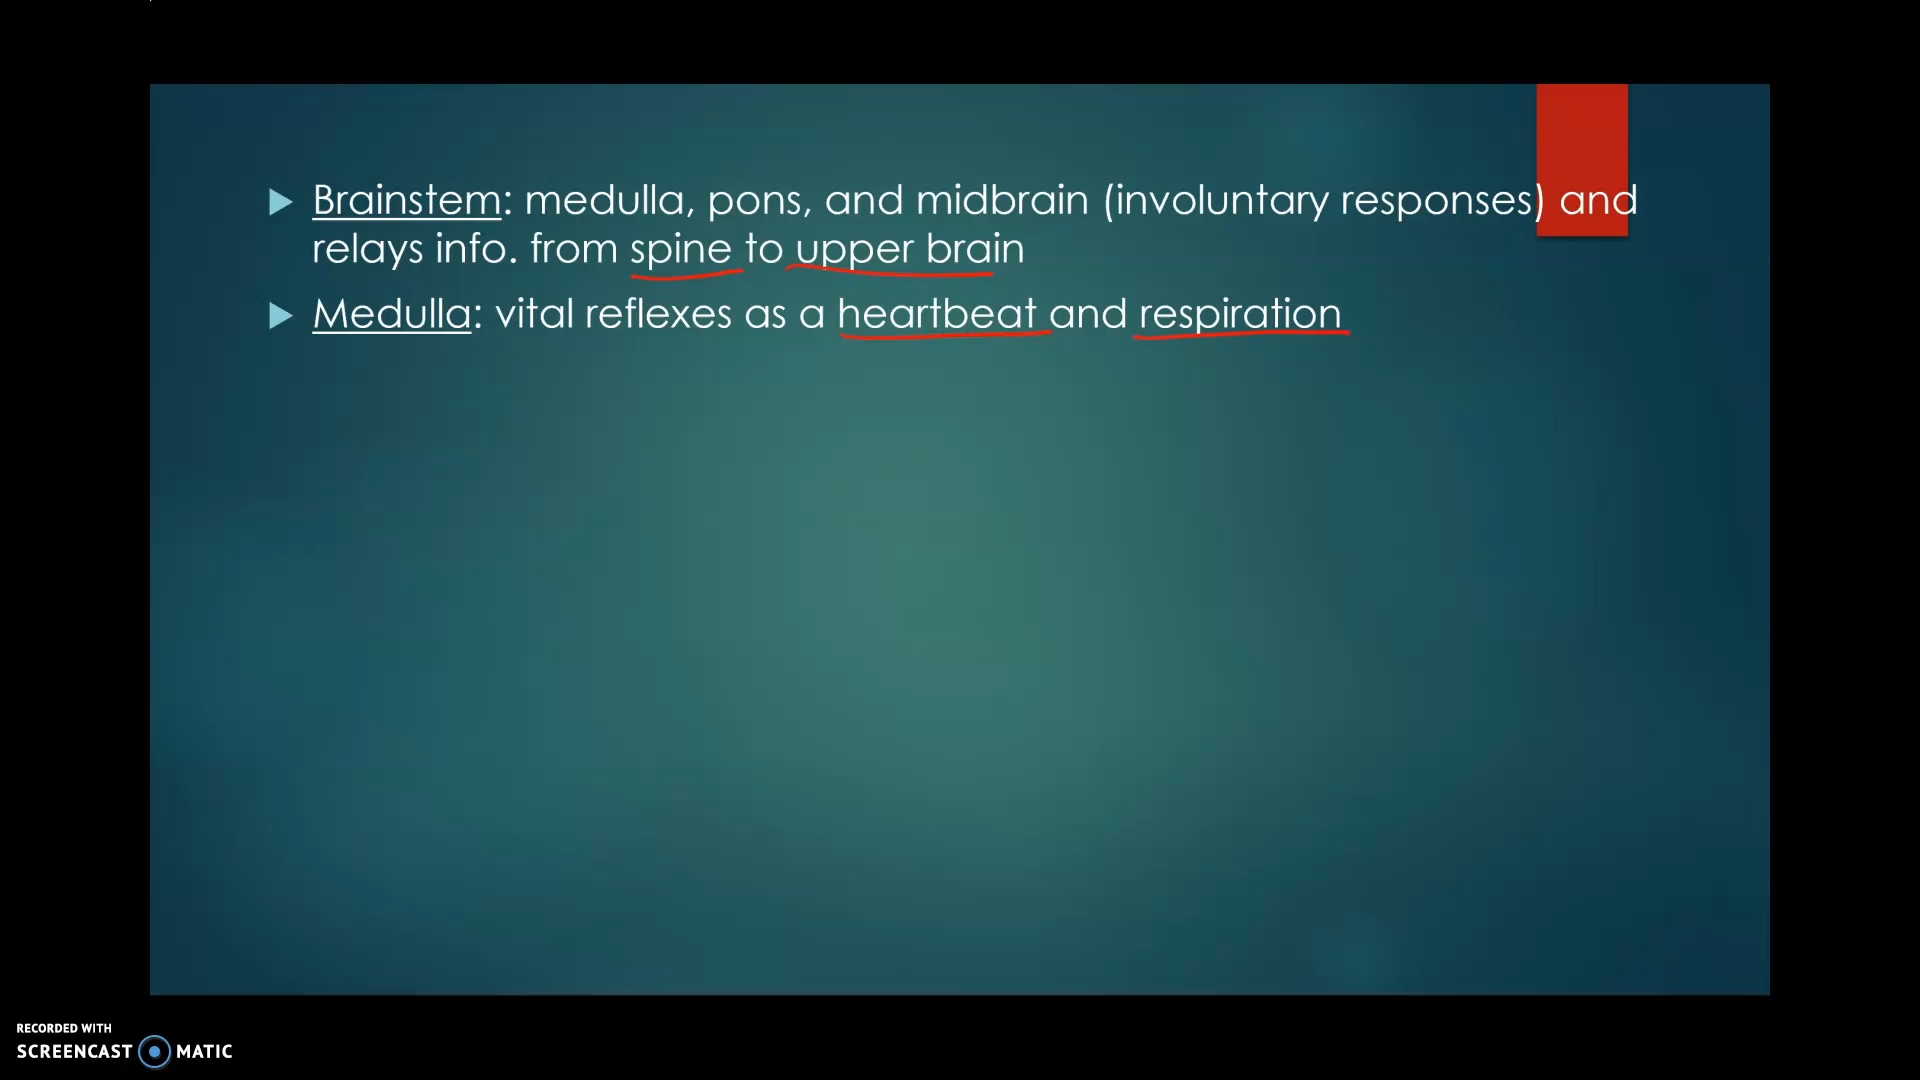 Brainstem: medulla, pons, and midbrain (involuntary responses) and
relays info. from spine to upper brain
Medulla: vital reflexes as a heartbeat and respiration
RECORDED WITH
SCREENCAST MATIC